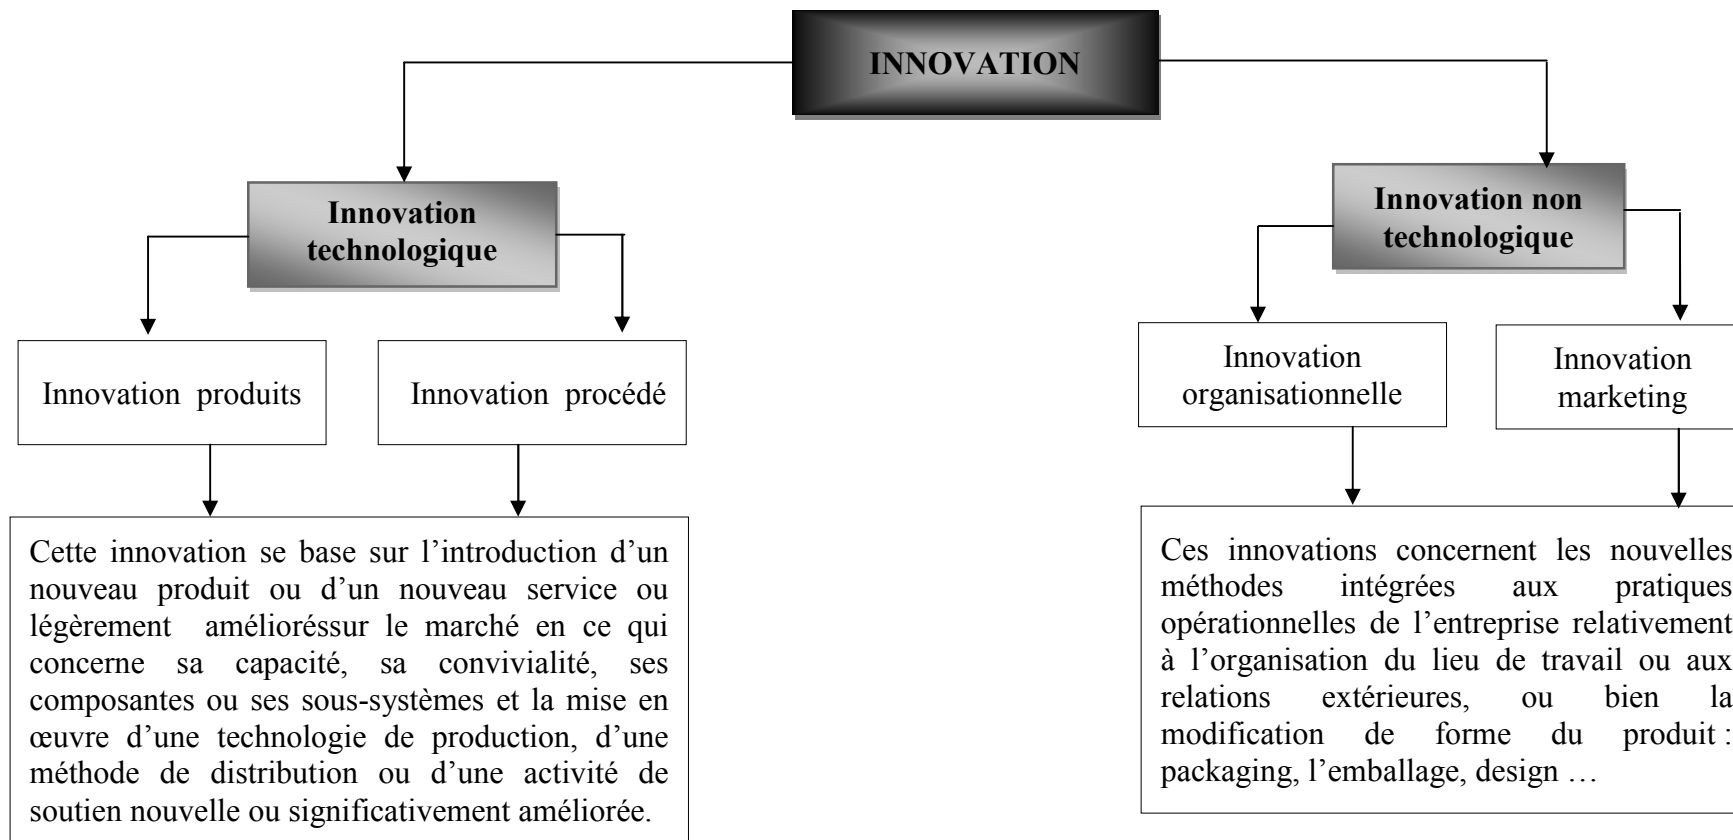 INNOVATION
Innovation
technologique
Innovation non
technologique
Innovation produits
Innovation procédé
Innovation
organisationnelle
Innovation
marketing
Cette innovation se base sur l’introduction d’un
nouveau produit ou d’un nouveau service ou
légèrement amélioréssur le marché en ce qui
concerne sa capacité, sa convivialité, ses
composantes ou ses sous-systèmes et la mise en
œuvre d’une technologie de production, d’une
méthode de distribution ou d’une activité de
soutien nouvelle ou significativement améliorée.
Ces innovations concernent les nouvelles
méthodes intégrées aux pratiques
opérationnelles de l’entreprise relativement
à l’organisation du lieu de travail ou aux
relations extérieures, ou bien la
modification de forme du produit :
packaging, l’emballage, design …